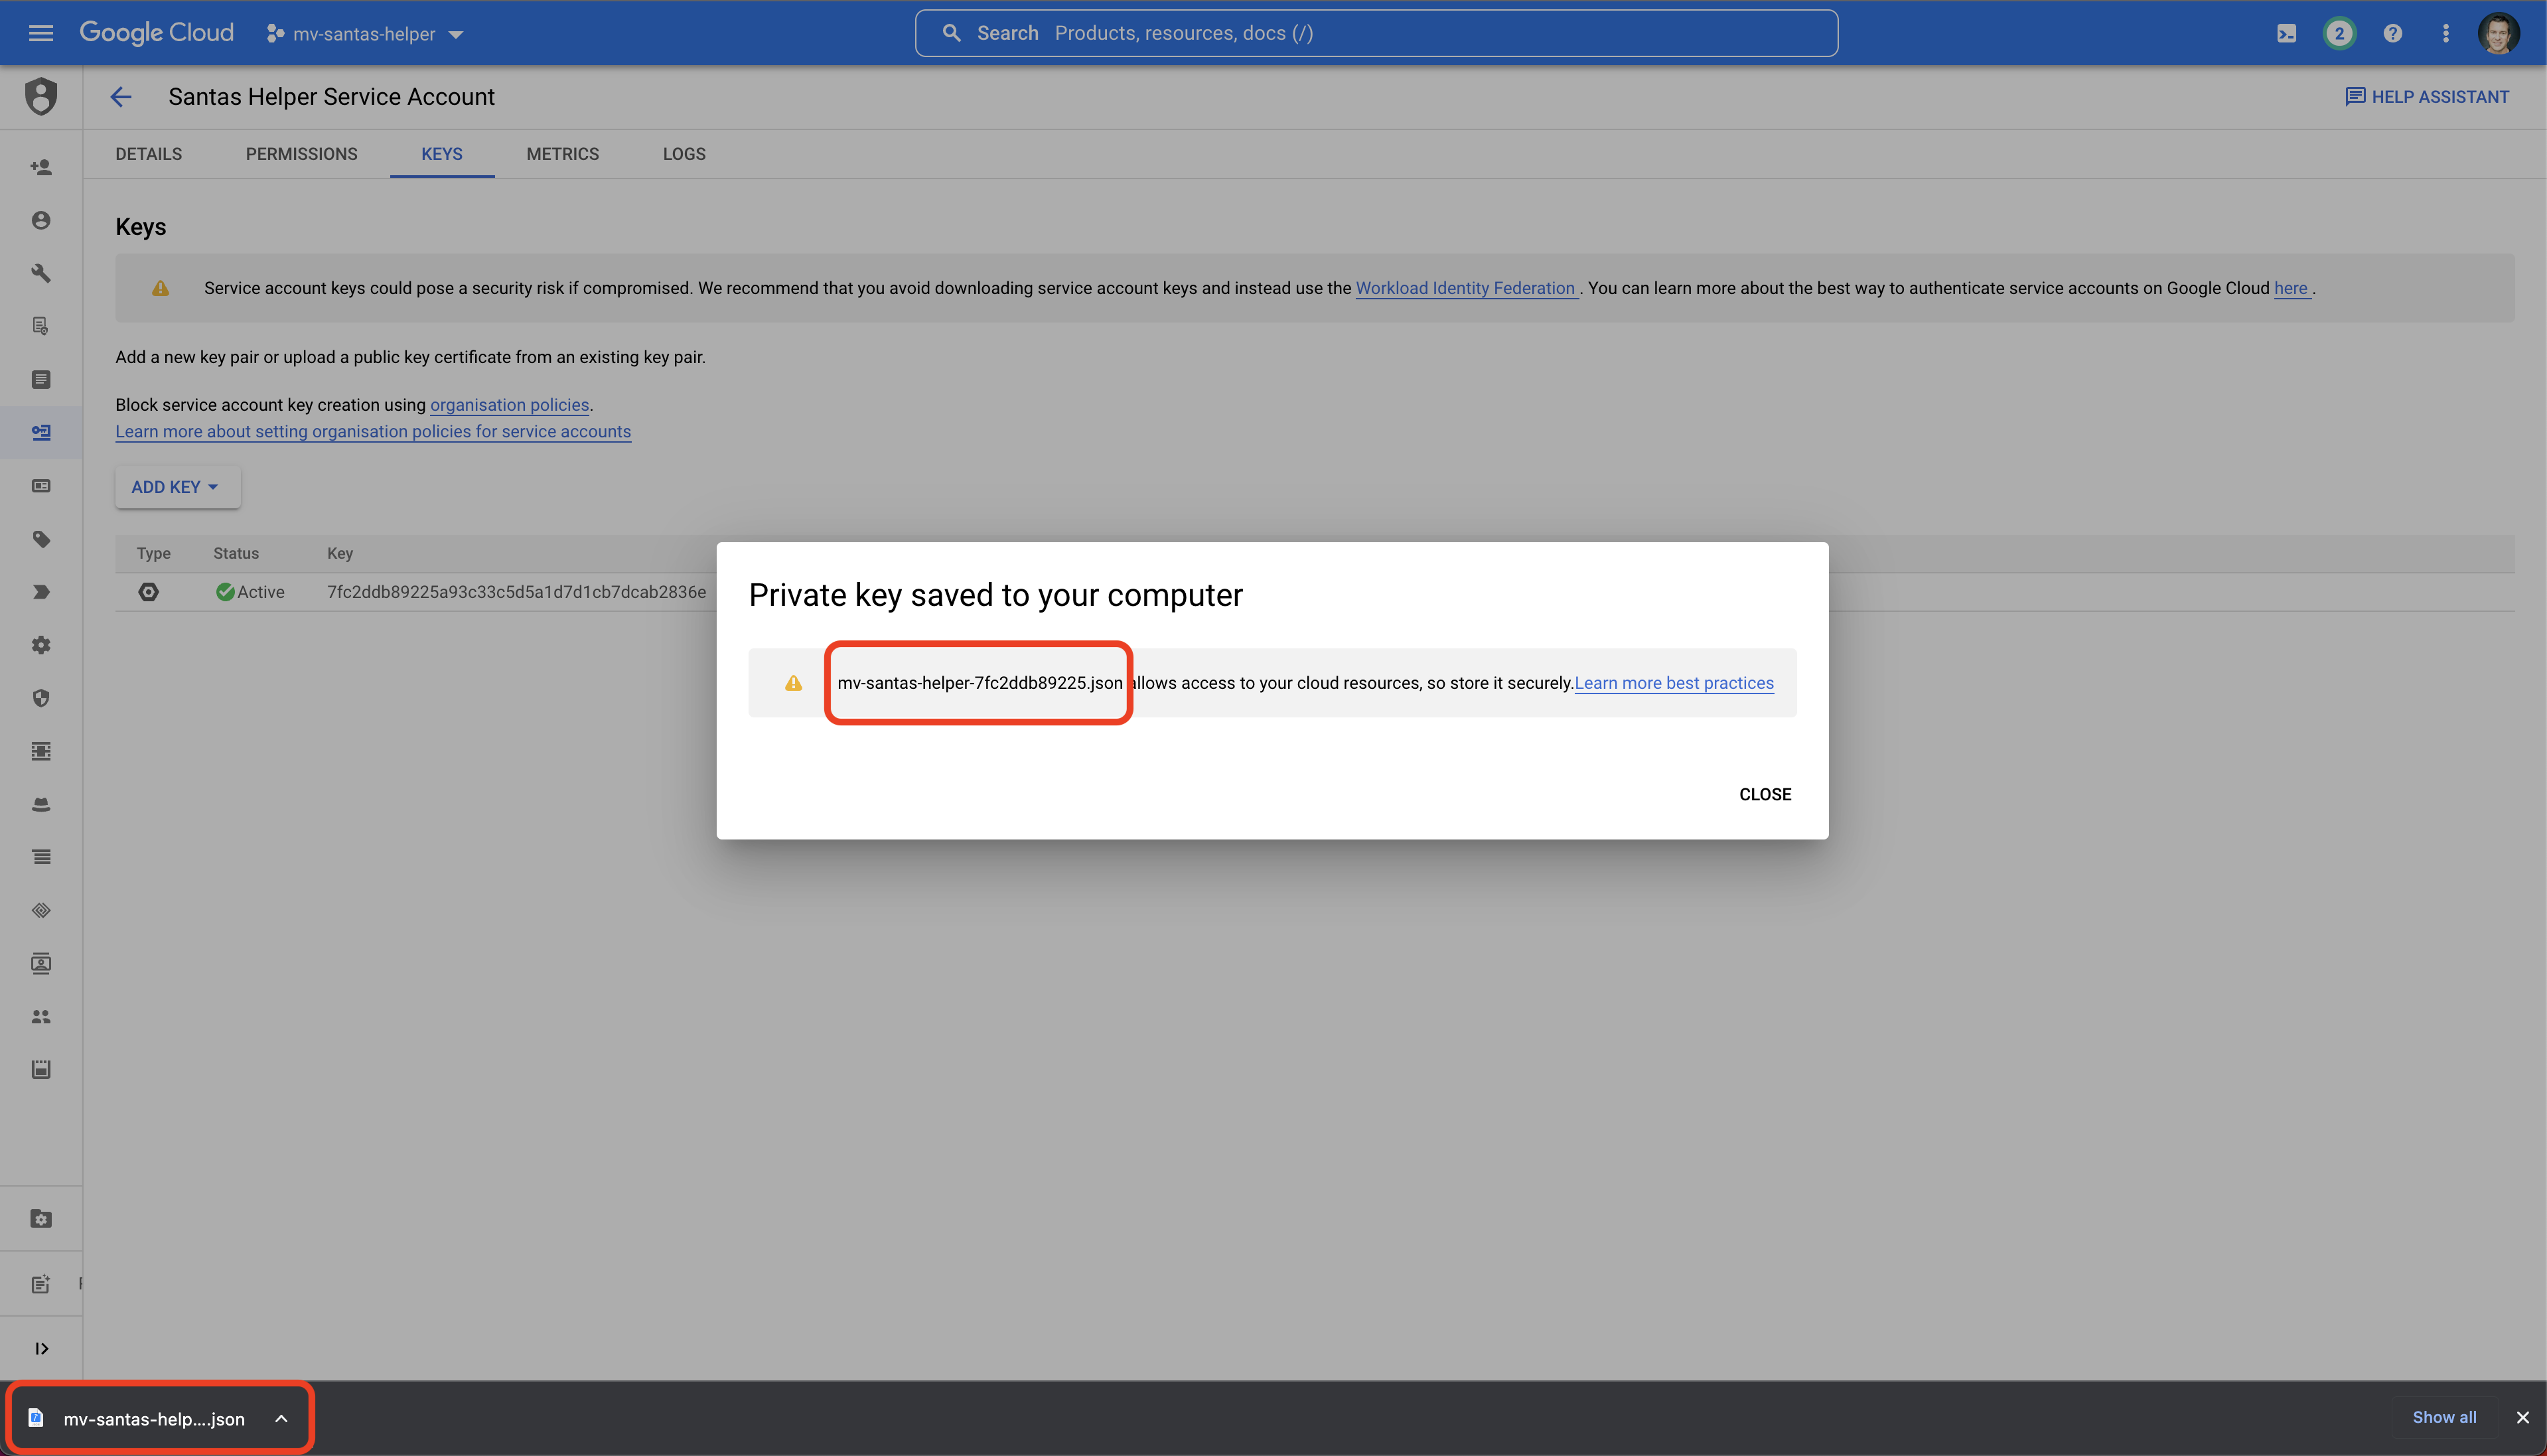 Google Cloud
mv-santas-helper
Search Products, resources, docs (/)
2
Santas Helper Service Account
HELP ASSISTANT
DETAILS PERMISSIONS KEYS METRICS LOGS
Keys
Service account keys could pose a security risk if compromised. We recommend that you avoid downloading service account keys and instead use the Workload Identity Federation . You can learn more about the best way to authenticate service accounts on Google Cloud here .
Add a new key pair or upload a public key certificate from an existing key pair.
Block service account key creation using organisation policies.
Learn more about setting organisation policies for service accounts
ADD KEY
Type Status Key
Active 7fc2ddb89225a93c33c5d5a1d7d1cb7dcab2836e
Private key saved to your computer
mv-santas-helper-7fc2ddb89225.json allows access to your cloud resources, so store it securely.Learn more best practices
CLOSE
mv-santas-help....json
Show all